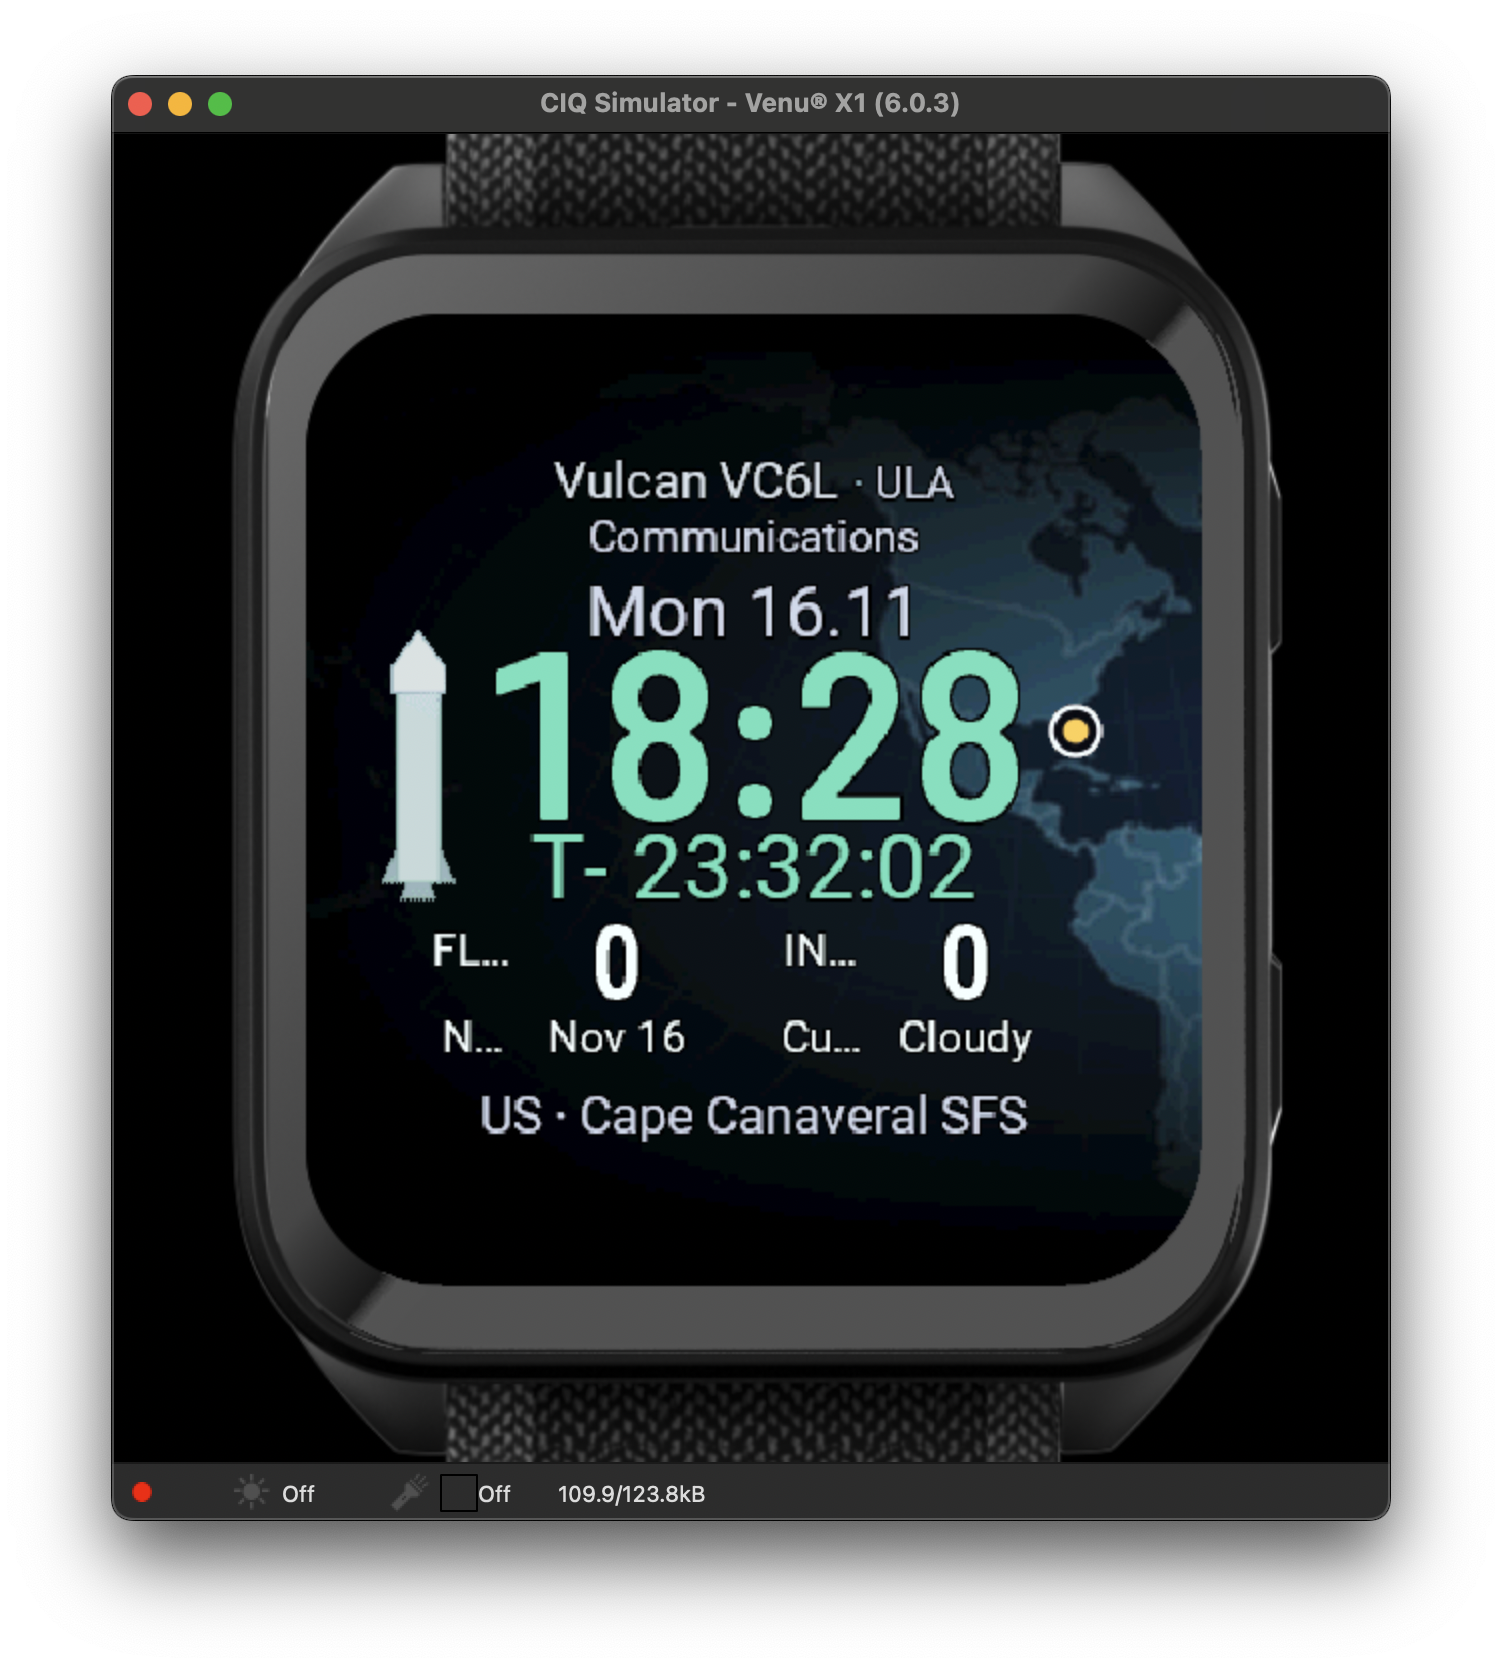 CIQ Simulator - Venu® X1 (6.0.3)
Vulcan VC6L · ULA
Communications
Mon 16.11
18:28
T- 23:32:02
FL... 0 IN... 0
N... Nov 16 Cu... Cloudy
US · Cape Canaveral SFS
Off Off 109.9/123.8kB